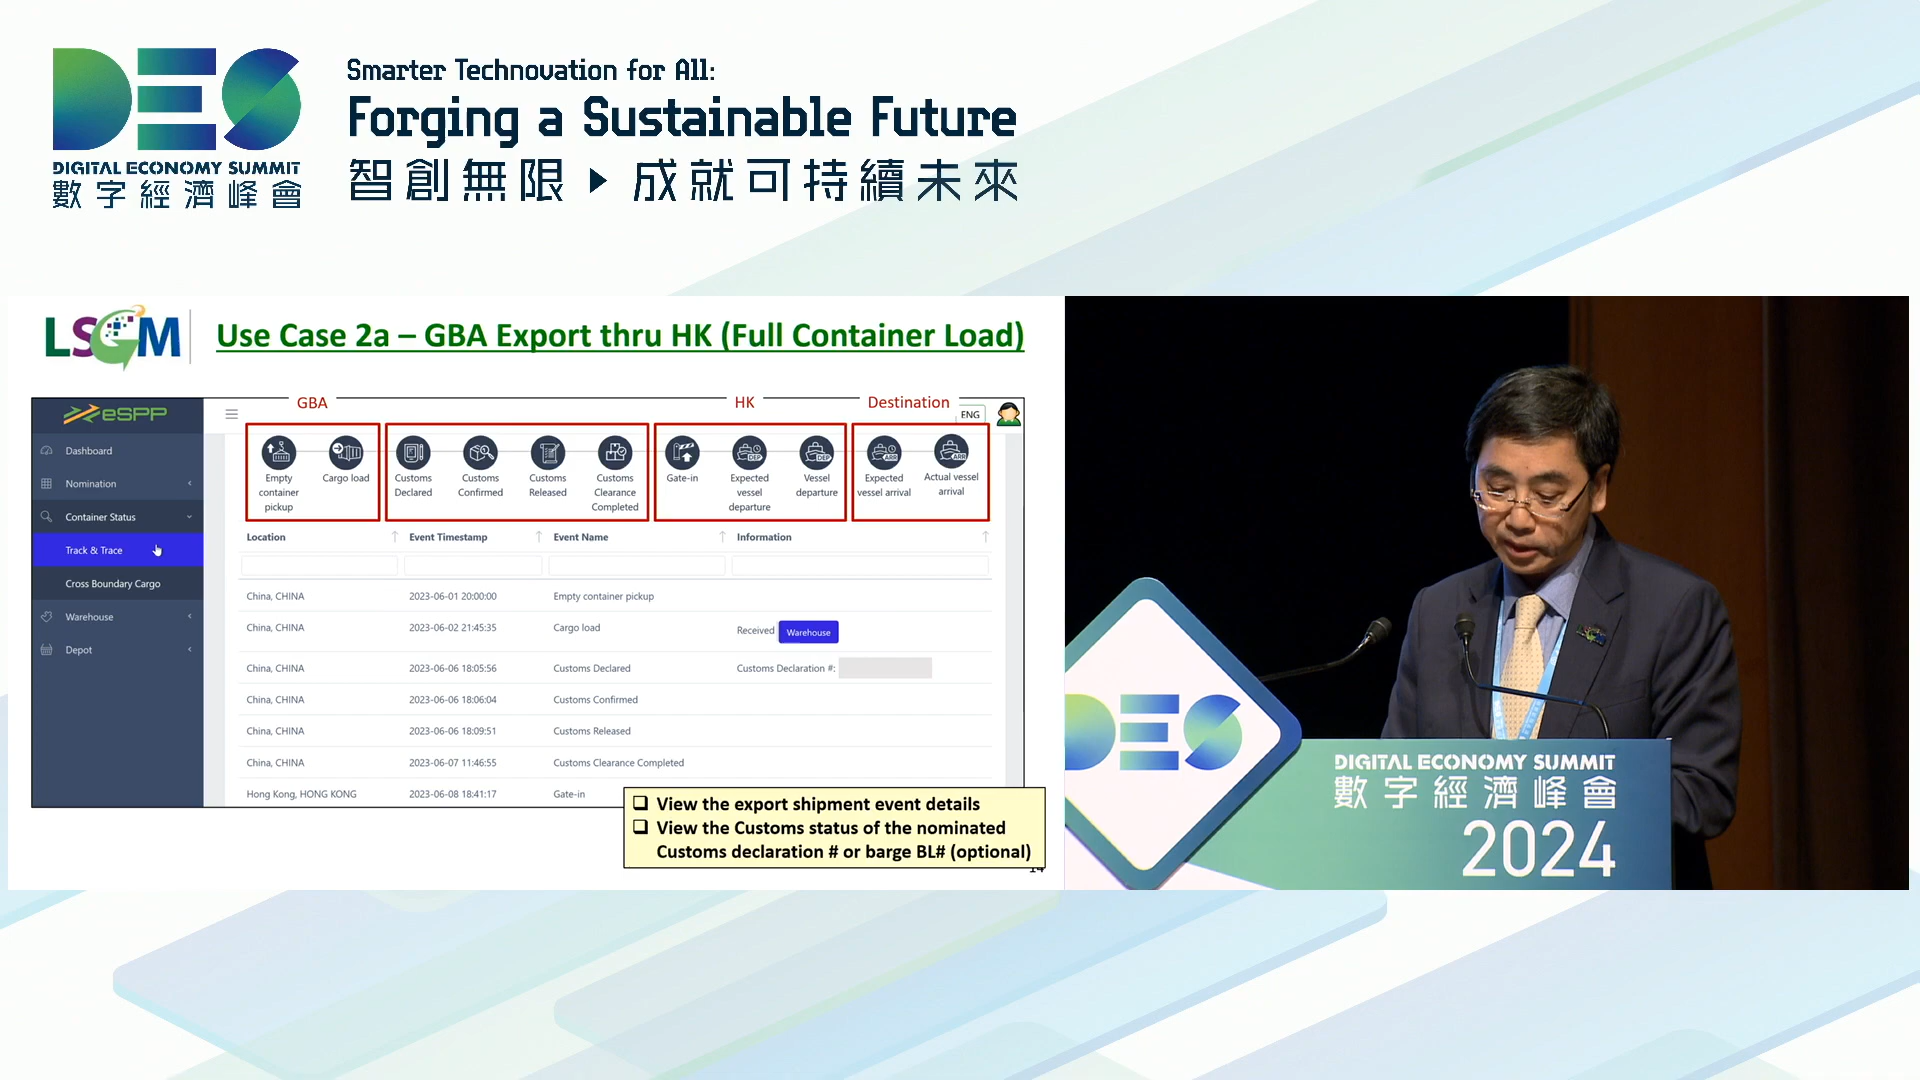 DES
DIGITAL ECONOMY SUMMIT
數字經濟峰會
Smarter Technovation for All:
Forging a Sustainable Future
智創無限 ▸ 成就可持續未來
LSCM
Use Case 2a – GBA Export thru HK (Full Container Load)
GBA
HK
Destination
eSPP
ENG
Dashboard
Nomination
Container Status
Track & Trace
Cross Boundary Cargo
Warehouse
Depot
Empty container pickup
Cargo load
Customs Declared
Customs Confirmed
Customs Released
Customs Clearance Completed
Gate-in
Expected vessel departure
Vessel departure
Expected vessel arrival
Actual vessel arrival
Location Event Timestamp Event Name Information
China, CHINA 2023-06-01 20:00:00 Empty container pickup
China, CHINA 2023-06-02 21:45:35 Cargo load Received Warehouse
China, CHINA 2023-06-06 18:05:56 Customs Declared Customs Declaration #:
China, CHINA 2023-06-06 18:06:04 Customs Confirmed
China, CHINA 2023-06-06 18:09:51 Customs Released
China, CHINA 2023-06-07 11:46:55 Customs Clearance Completed
Hong Kong, HONG KONG 2023-06-08 18:41:17 Gate-in
❑ View the export shipment event details
❑ View the Customs status of the nominated
Customs declaration # or barge BL# (optional)
14
DES
DIGITAL ECONOMY SUMMIT
數字經濟峰會
2024